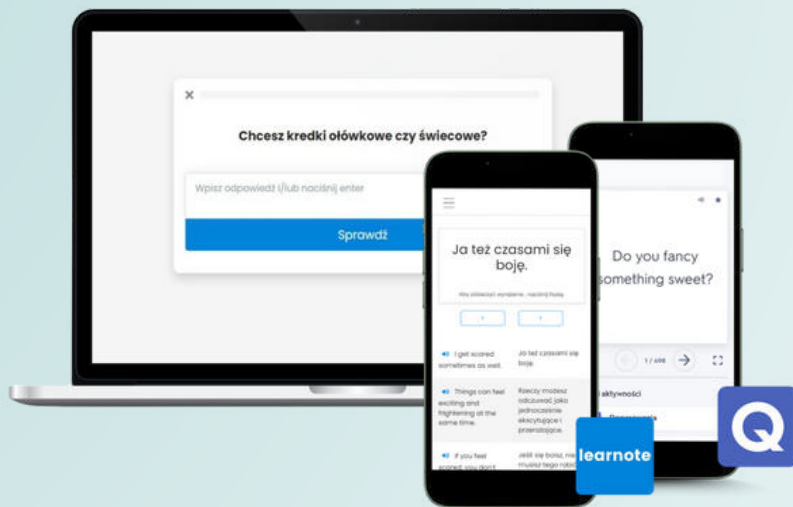 Chcesz kredki ołówkowe czy świecowe?
Wpisz odpowiedź i/lub naciśnij enter
Sprawdź
Ja też czasami się
boję.
I get scared
sometimes as well.
Ja też czasami się
boję.
Things can feel
exciting and
frightening at the
same time.
Rzeczy możesz
odczuwać jako
jednocześnie
ekscytujące i
przerażające.
If you feel
scared, you don't
Jeśli się boisz, nie
musisz tego robić
Do you fancy
something sweet?
1 / 498
aktywności
learnote
Q